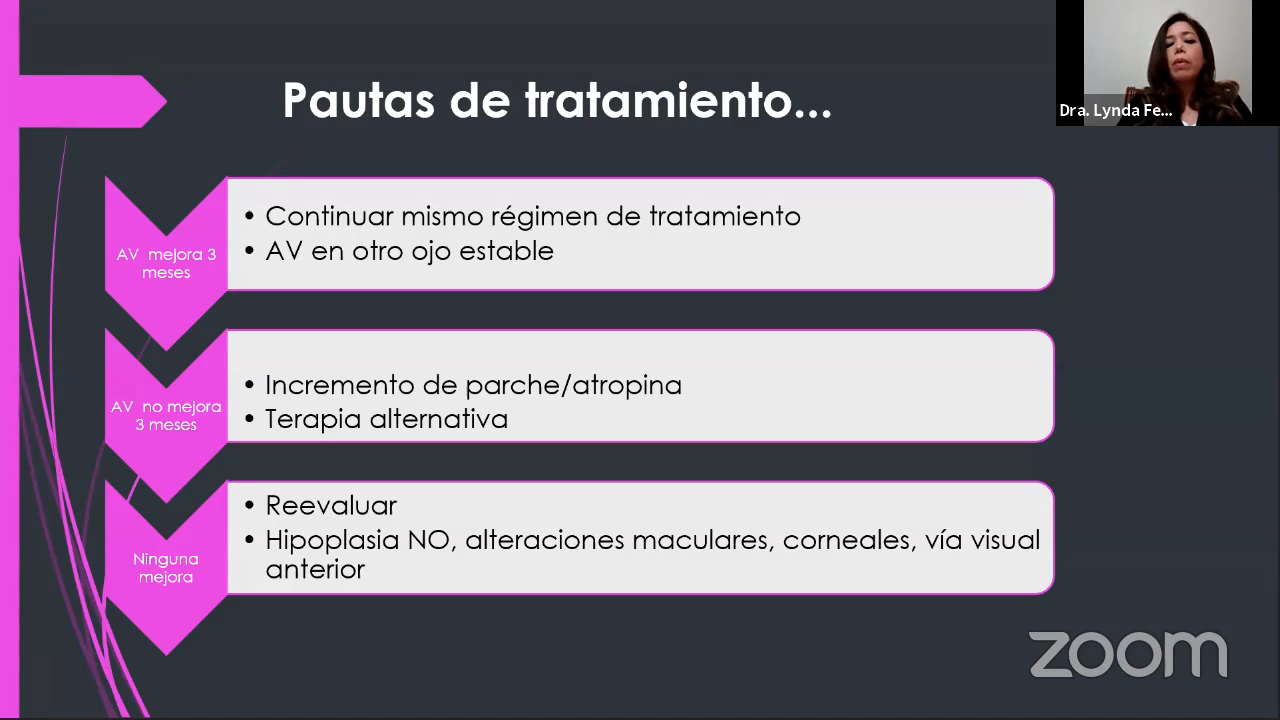 Pautas de tratamiento...
Dra. Lynda Fe...
AV mejora 3
meses
• Continuar mismo régimen de tratamiento
• AV en otro ojo estable
AV no mejora
3 meses
• Incremento de parche/atropina
• Terapia alternativa
Ninguna
mejora
• Reevaluar
• Hipoplasia NO, alteraciones maculares, corneales, vía visual
anterior
zoom